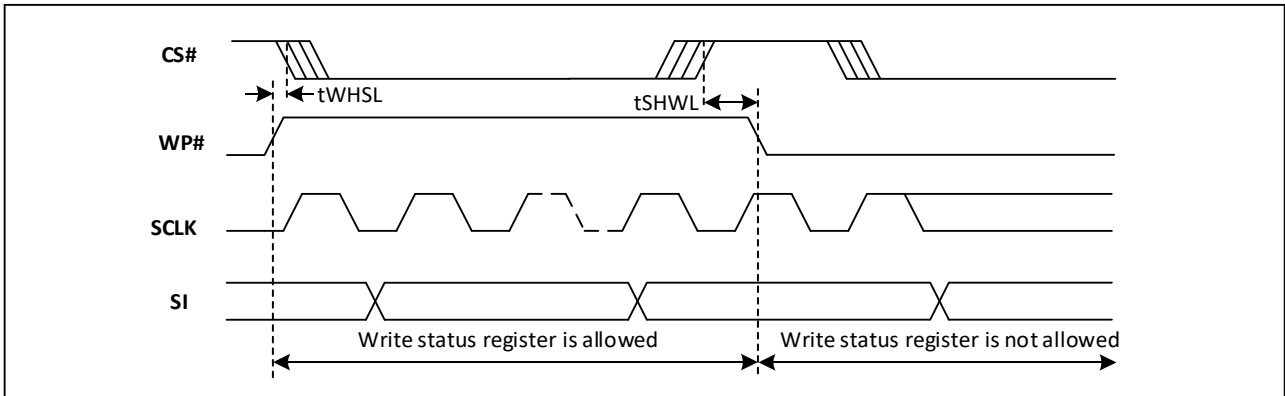 CS#
tWHSL
tSHWL
WP#
SCLK
SI
Write status register is allowed
Write status register is not allowed